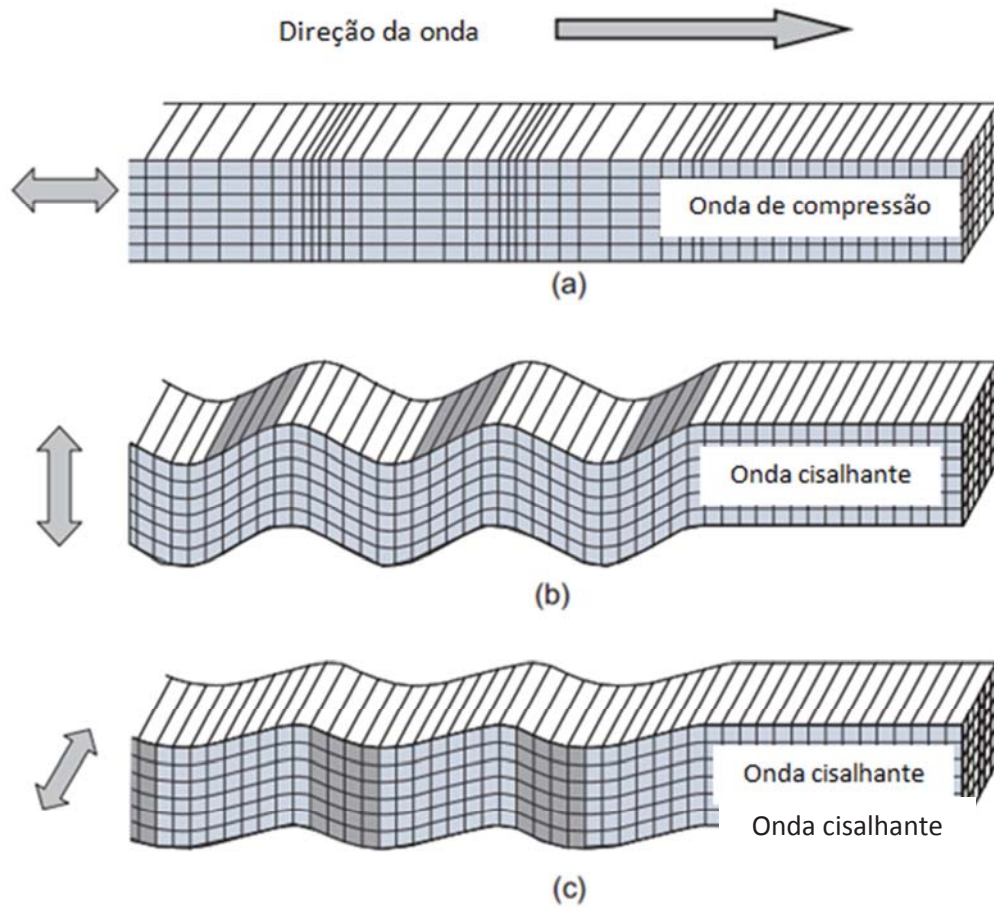 Direção da onda
Onda de compressão
(a)
Onda cisalhante
(b)
Onda cisalhante
Onda cisalhante
(c)